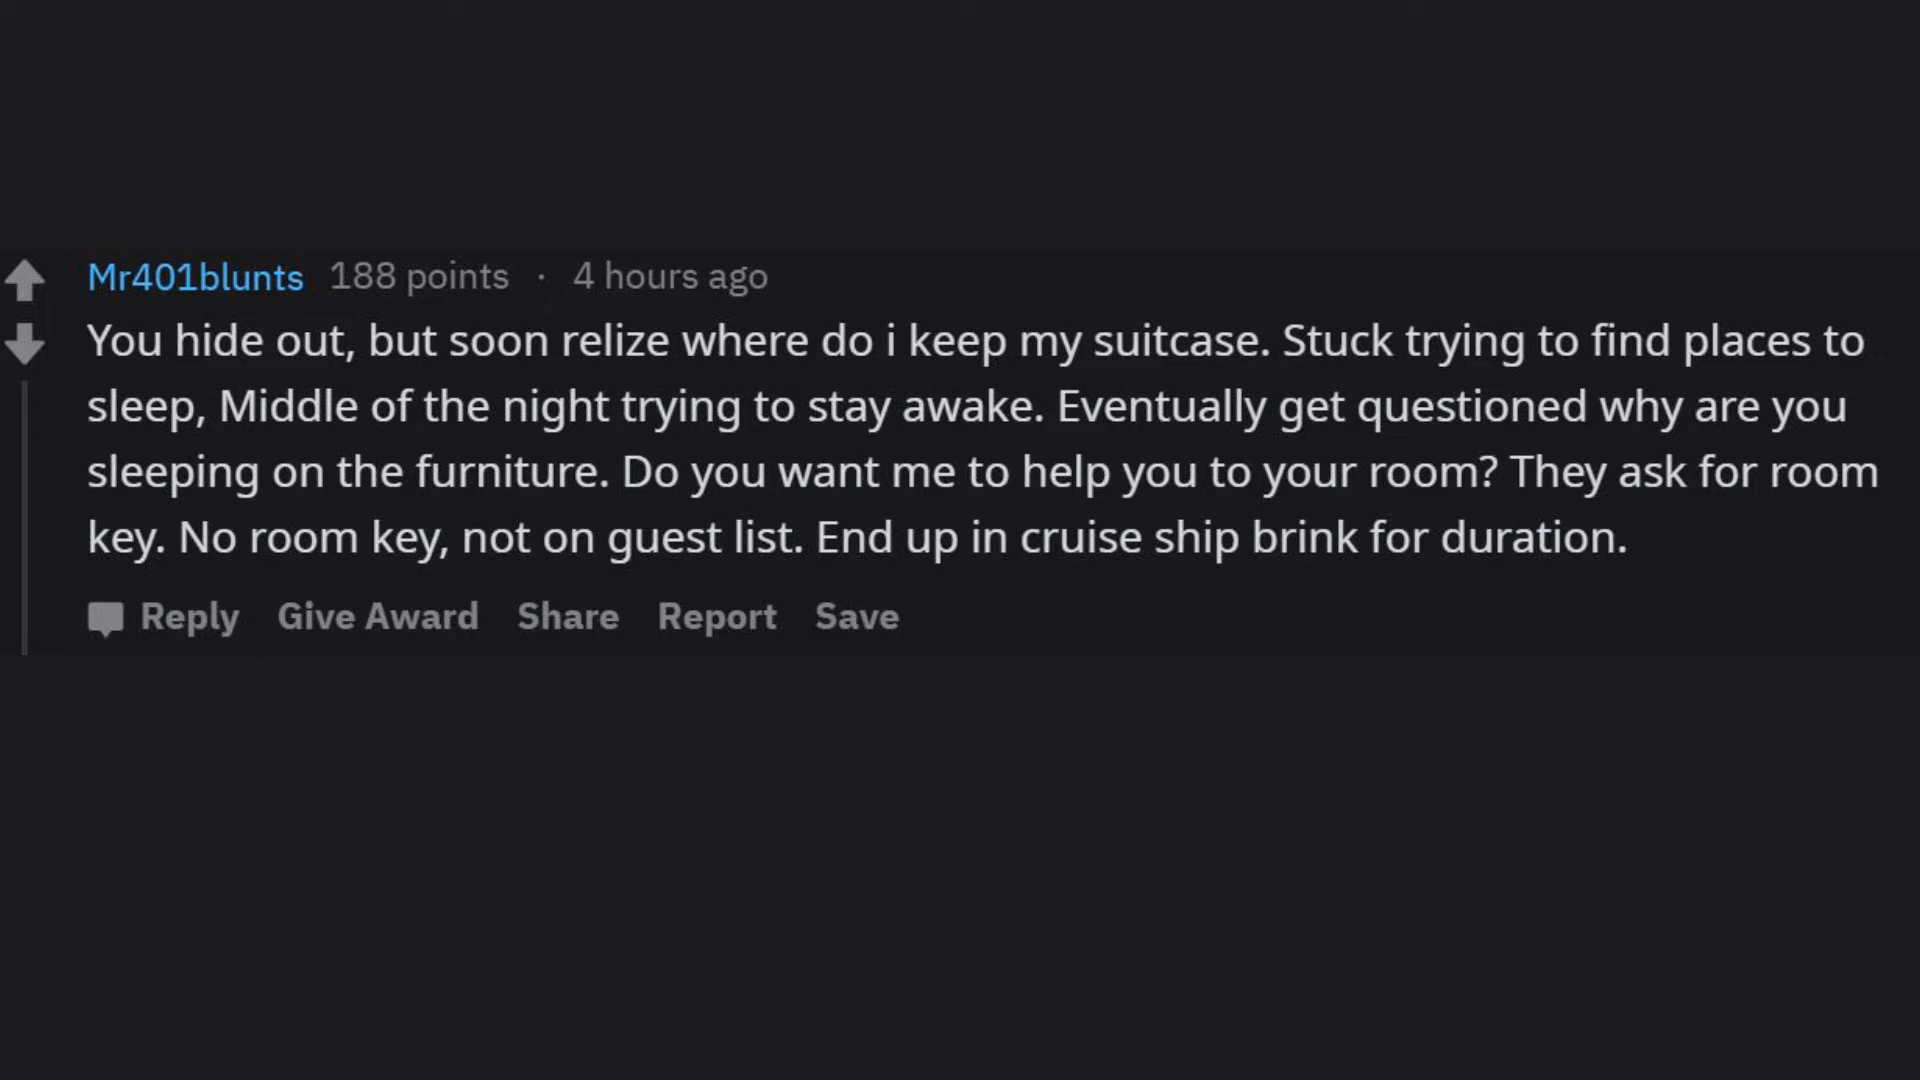 Mr401blunts 188 points · 4 hours ago
You hide out, but soon relize where do i keep my suitcase. Stuck trying to find places to
sleep, Middle of the night trying to stay awake. Eventually get questioned why are you
sleeping on the furniture. Do you want me to help you to your room? They ask for room
key. No room key, not on guest list. End up in cruise ship brink for duration.
Reply Give Award Share Report Save